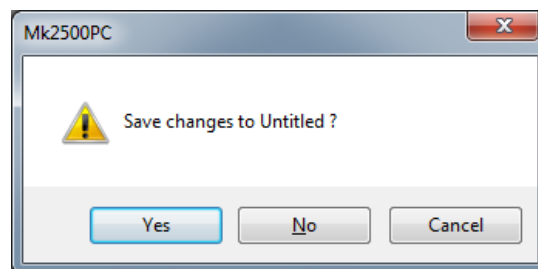 Mk2500PC
Save changes to Untitled ?
Yes
No
Cancel